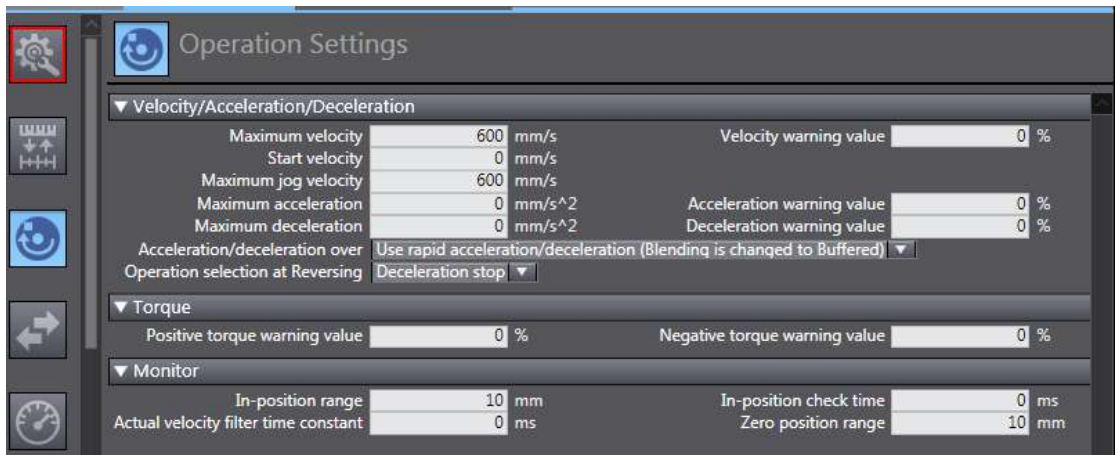 Operation Settings
▼ Velocity/Acceleration/Deceleration
Maximum velocity 600 mm/s Velocity warning value 0 %
Start velocity 0 mm/s
Maximum jog velocity 600 mm/s
Maximum acceleration 0 mm/s^2 Acceleration warning value 0 %
Maximum deceleration 0 mm/s^2 Deceleration warning value 0 %
Acceleration/deceleration over Use rapid acceleration/deceleration (Blending is changed to Buffered) ▼
Operation selection at Reversing Deceleration stop ▼
▼ Torque
Positive torque warning value 0 % Negative torque warning value 0 %
▼ Monitor
In-position range 10 mm In-position check time 0 ms
Actual velocity filter time constant 0 ms Zero position range 10 mm